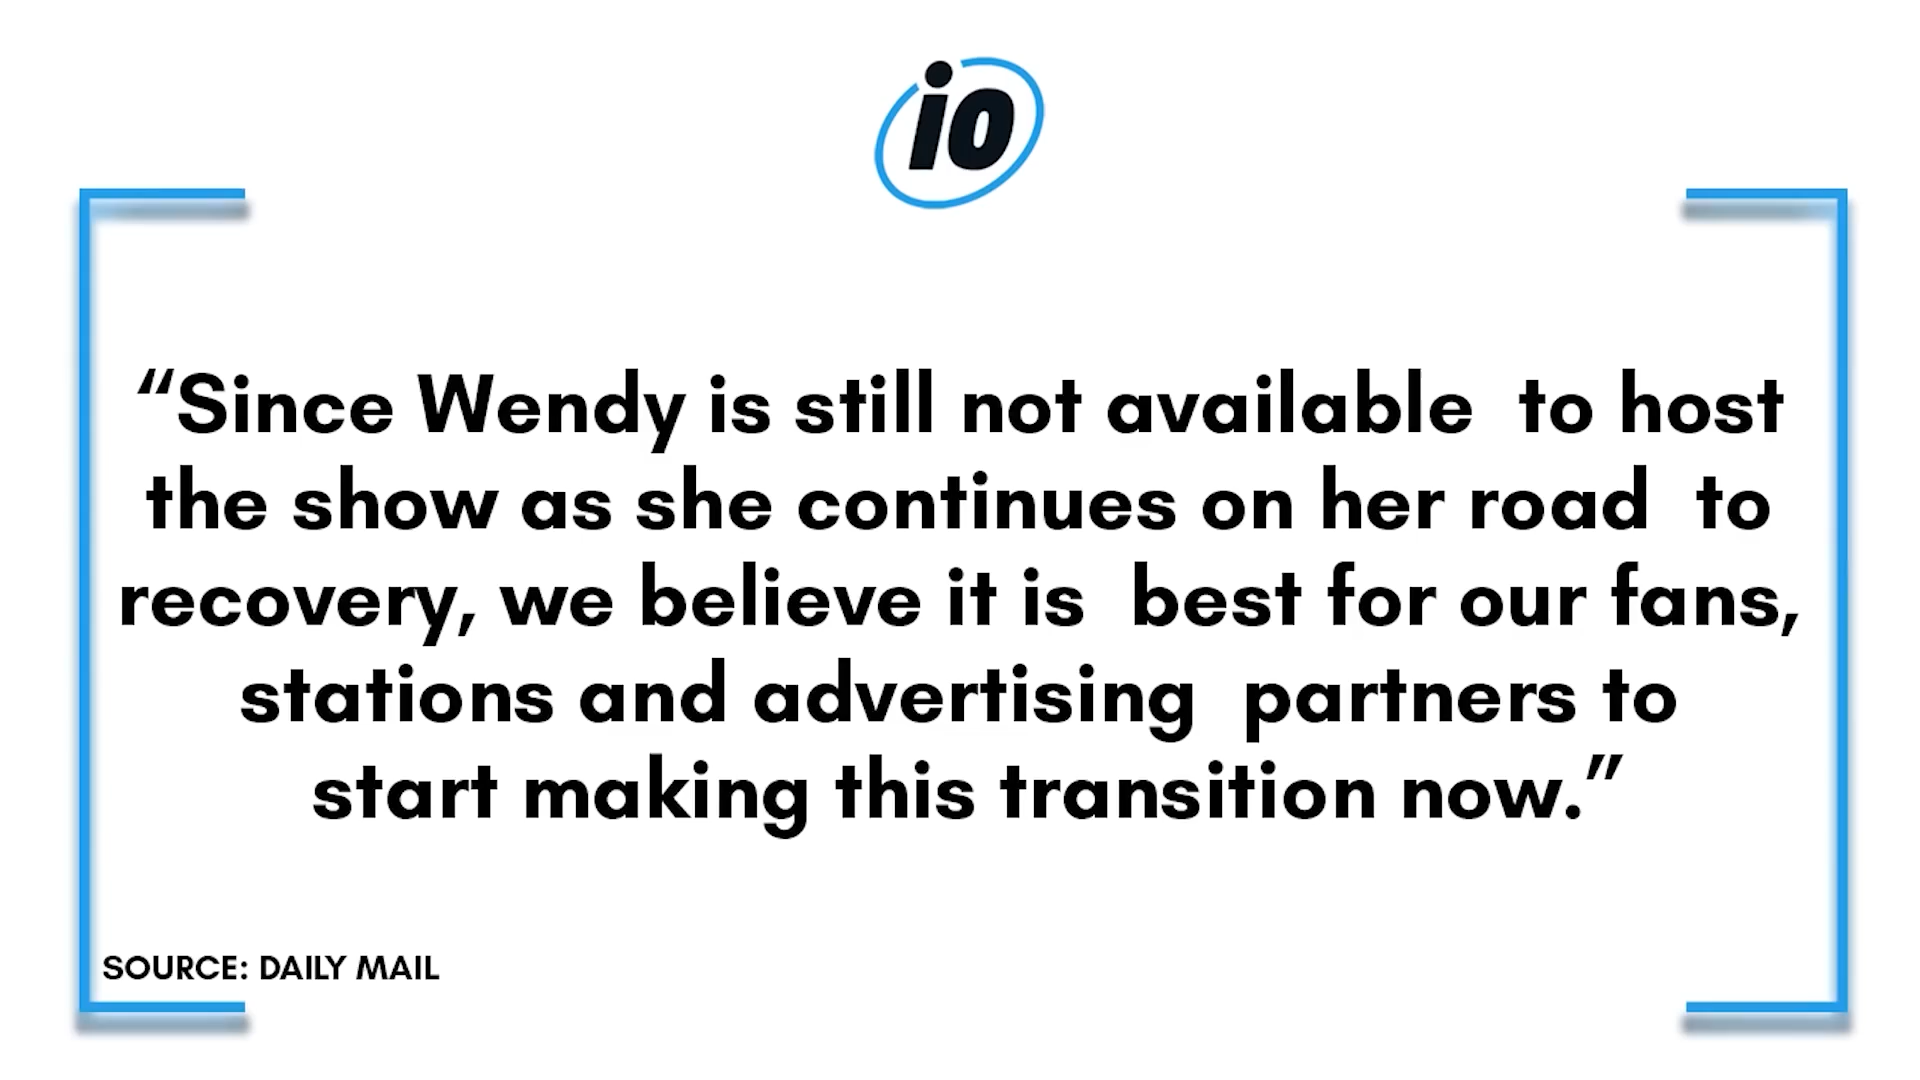 io
“Since Wendy is still not available  to host
the show as she continues on her road  to
recovery, we believe it is  best for our fans,
stations and advertising  partners to
start making this transition now.”
SOURCE: DAILY MAIL